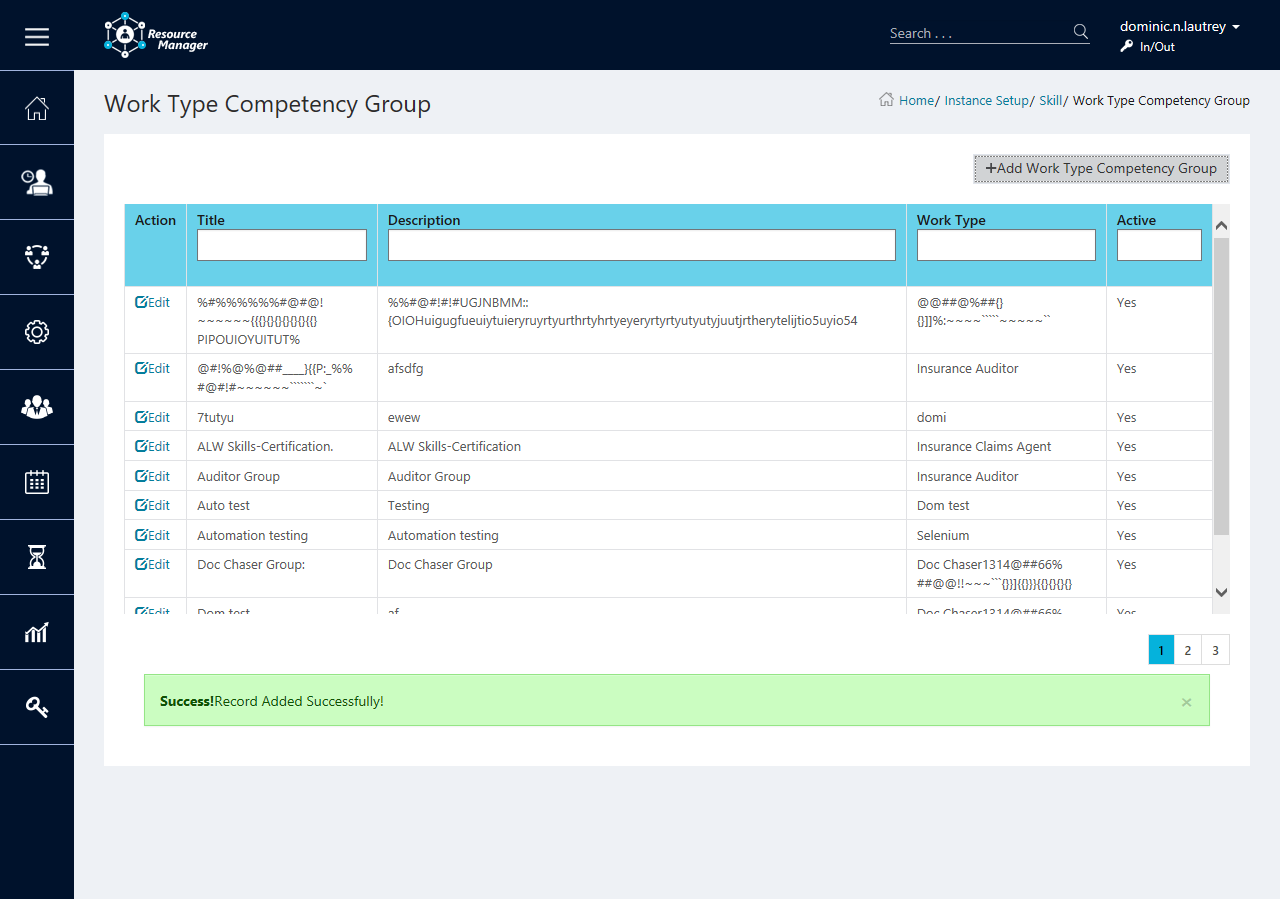 Resource
Manager
Search . . .
dominic.n.lautrey
In/Out
Work Type Competency Group
Home/ Instance Setup/ Skill/ Work Type Competency Group
+Add Work Type Competency Group
Action Title Description Work Type Active
Edit %#%%%%%%#@#@! %%#@#!#!#UGJNBMM:: @@##@%##{} Yes
~~~~~~{{{}{}{}{}{}{}{{} {OIOHuigugfueuiytuieryruyrtyurthrtyhrtyeyeryrtyrtyutyutyjuutjrtherytelijtio5uyio54 {}]]%:~~~~`````~~~~~``
PIPOUIOYUITUT%
Edit @#!%@%@##____}{{P:_%% afsdfg Insurance Auditor Yes
#@#!#~~~~~~```````~`
Edit 7tutyu ewew domi Yes
Edit ALW Skills-Certification. ALW Skills-Certification Insurance Claims Agent Yes
Edit Auditor Group Auditor Group Insurance Auditor Yes
Edit Auto test Testing Dom test Yes
Edit Automation testing Automation testing Selenium Yes
Edit Doc Chaser Group: Doc Chaser Group Doc Chaser1314@##66% Yes
##@@!!~~~```{}}]{{}}}{{}{}{}{}
Edit Dom test af Doc Chaser1314@##66% Yes
1 2 3
Success!Record Added Successfully! ×